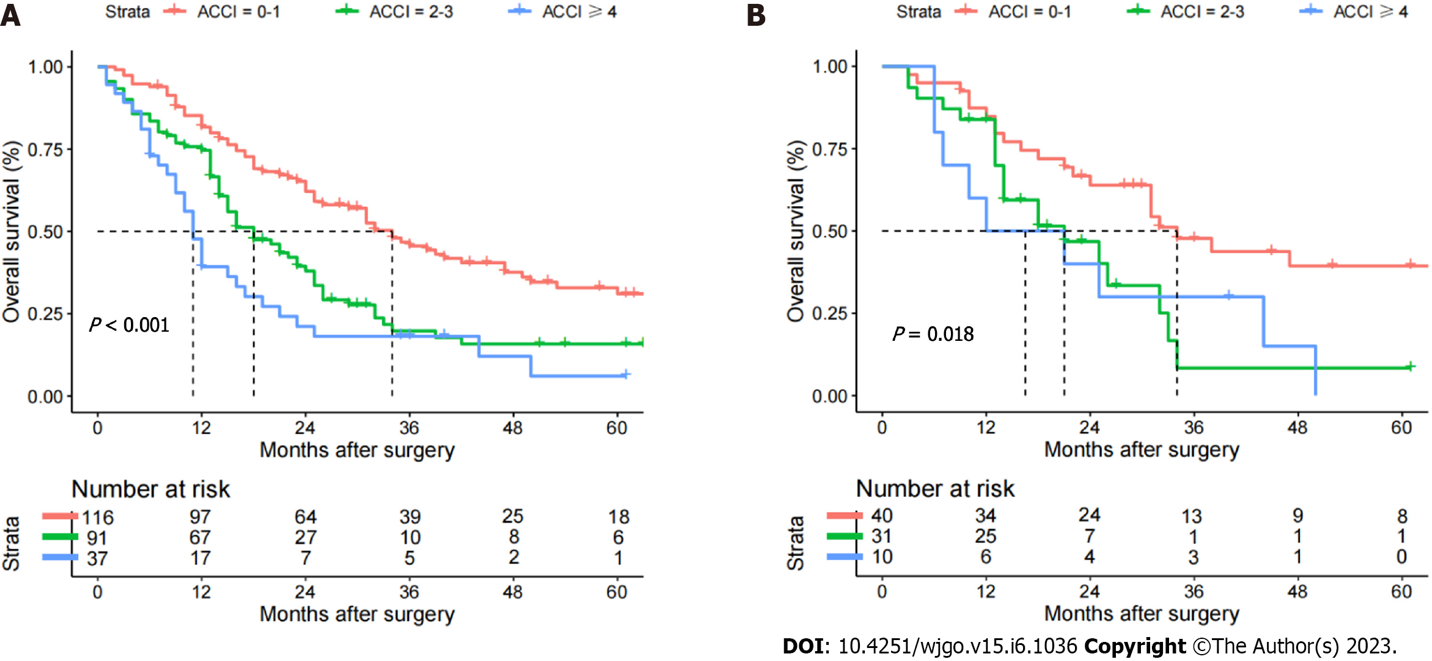 A
Strata ACCI = 0-1 ACCI = 2-3 ACCI ⩾ 4
Overall survival (%)
1.00
0.75
0.50
0.25
0.00
P < 0.001
0 12 24 36 48 60
Months after surgery
Number at risk
Strata
116 97 64 39 25 18
91 67 27 10 8 6
37 17 7 5 2 1
0 12 24 36 48 60
Months after surgery
B
Strata ACCI = 0-1 ACCI = 2-3 ACCI ⩾ 4
Overall survival (%)
1.00
0.75
0.50
0.25
0.00
P = 0.018
0 12 24 36 48 60
Months after surgery
Number at risk
Strata
40 34 24 13 9 8
31 25 7 1 1 1
10 6 4 3 1 0
0 12 24 36 48 60
Months after surgery
DOI: 10.4251/wjgo.v15.i6.1036 Copyright ©The Author(s) 2023.